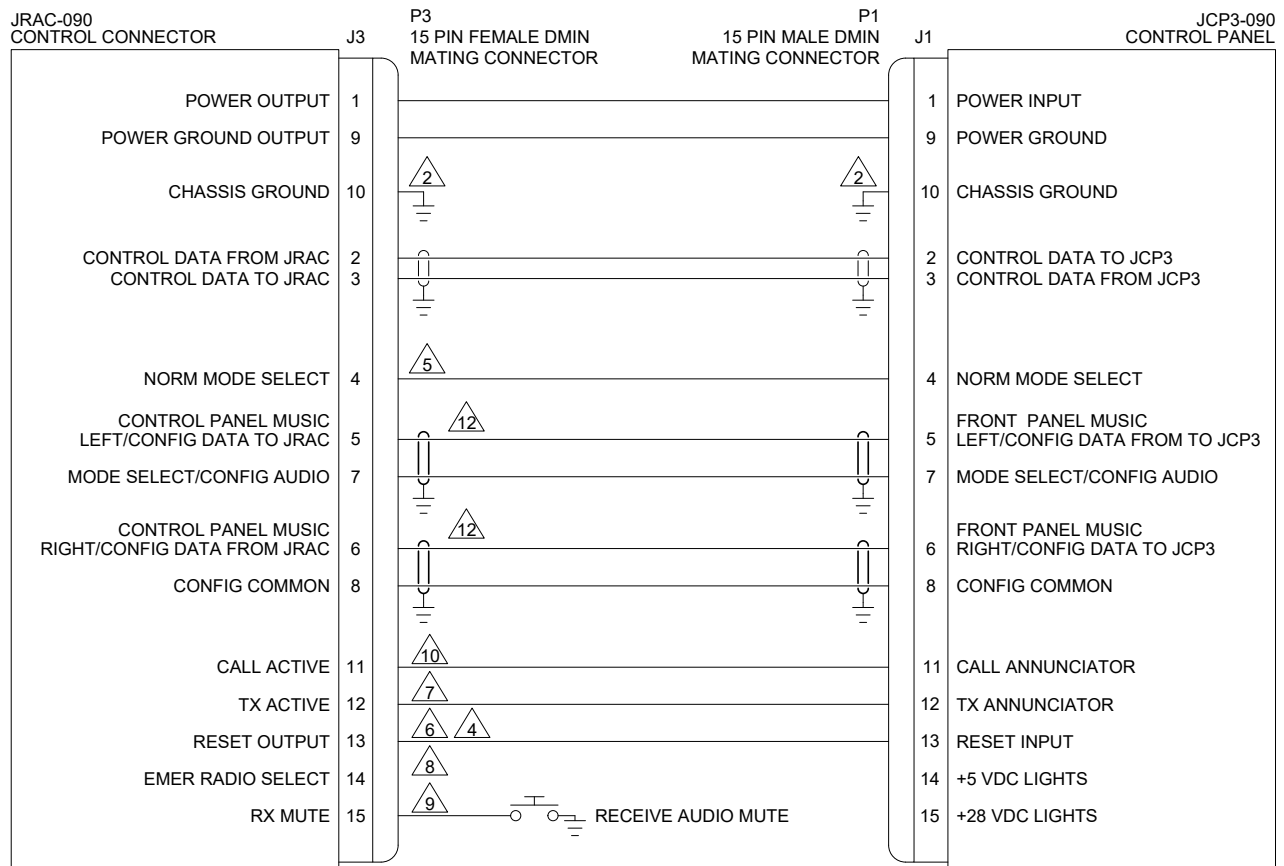 JRAC-090
CONTROL CONNECTOR
J3
P3
15 PIN FEMALE DMIN
MATING CONNECTOR
P1
15 PIN MALE DMIN
MATING CONNECTOR
J1
JCP3-090
CONTROL PANEL
POWER OUTPUT 1 1 POWER INPUT
POWER GROUND OUTPUT 9 9 POWER GROUND
2 2
CHASSIS GROUND 10 10 CHASSIS GROUND
CONTROL DATA FROM JRAC 2 2 CONTROL DATA TO JCP3
CONTROL DATA TO JRAC 3 3 CONTROL DATA FROM JCP3
5
NORM MODE SELECT 4 4 NORM MODE SELECT
CONTROL PANEL MUSIC 12 FRONT PANEL MUSIC
LEFT/CONFIG DATA TO JRAC 5 5 LEFT/CONFIG DATA FROM TO JCP3
MODE SELECT/CONFIG AUDIO 7 7 MODE SELECT/CONFIG AUDIO
CONTROL PANEL MUSIC 12 FRONT PANEL MUSIC
RIGHT/CONFIG DATA FROM JRAC 6 6 RIGHT/CONFIG DATA TO JCP3
CONFIG COMMON 8 8 CONFIG COMMON
10
CALL ACTIVE 11 11 CALL ANNUNCIATOR
7
TX ACTIVE 12 12 TX ANNUNCIATOR
6 4
RESET OUTPUT 13 13 RESET INPUT
8
EMER RADIO SELECT 14 14 +5 VDC LIGHTS
9
RX MUTE 15 RECEIVE AUDIO MUTE 15 +28 VDC LIGHTS